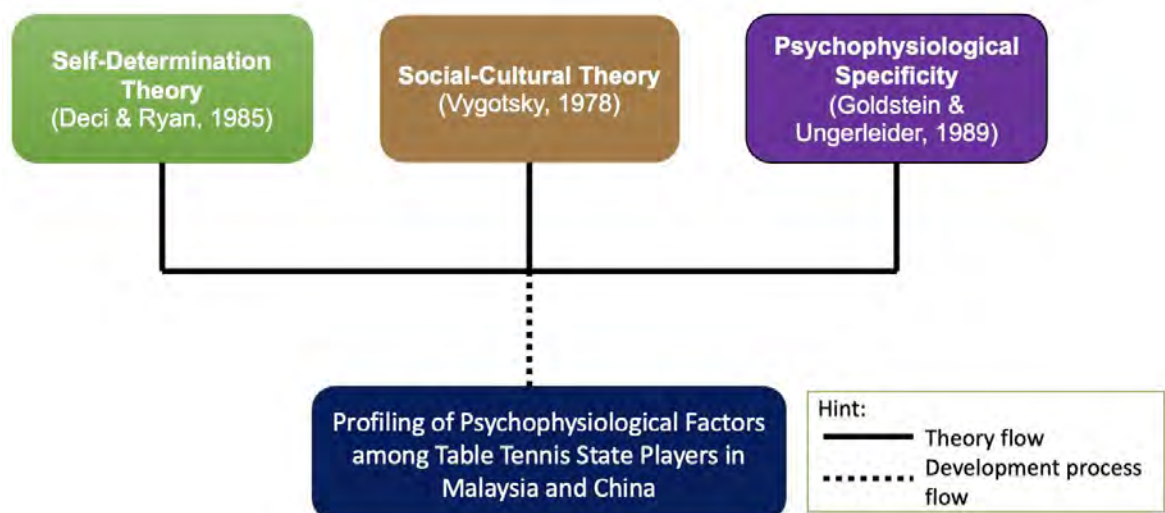 Self-Determination
Theory
(Deci & Ryan, 1985)
Social-Cultural Theory
(Vygotsky, 1978)
Psychophysiological
Specificity
(Goldstein &
Ungerleider, 1989)
Profiling of Psychophysiological Factors
among Table Tennis State Players in
Malaysia and China
Hint:
Theory flow
Development process
flow